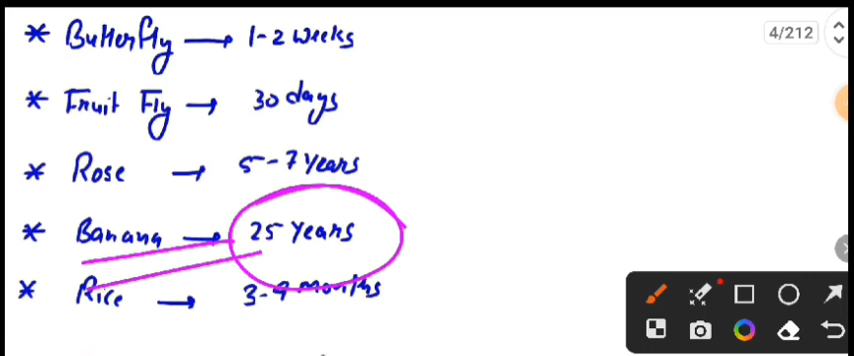 4/212
* Butterfly → 1-2 weeks
* Fruit Fly → 30 days
* Rose → 5-7 years
* Banana → 25 years
* Rice → 3-4 months